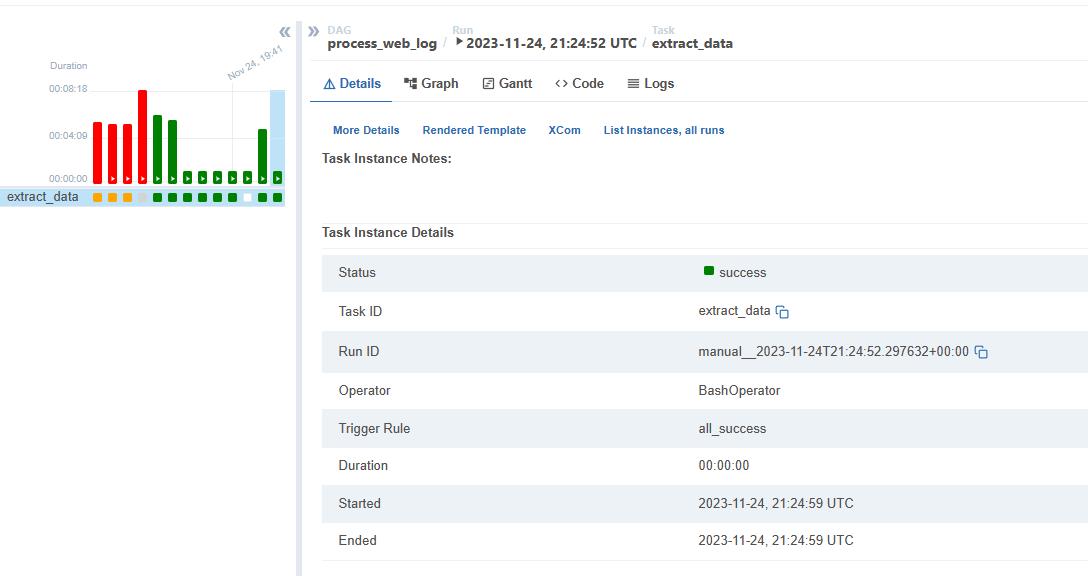 Nov 24, 19:41
Duration
00:08:18
00:04:09
00:00:00
extract_data
DAG Run Task
process_web_log / 2023-11-24, 21:24:52 UTC / extract_data
Details Graph Gantt <> Code Logs
More Details Rendered Template XCom List Instances, all runs
Task Instance Notes:
Task Instance Details
Status success
Task ID extract_data
Run ID manual__2023-11-24T21:24:52.297632+00:00
Operator BashOperator
Trigger Rule all_success
Duration 00:00:00
Started 2023-11-24, 21:24:59 UTC
Ended 2023-11-24, 21:24:59 UTC